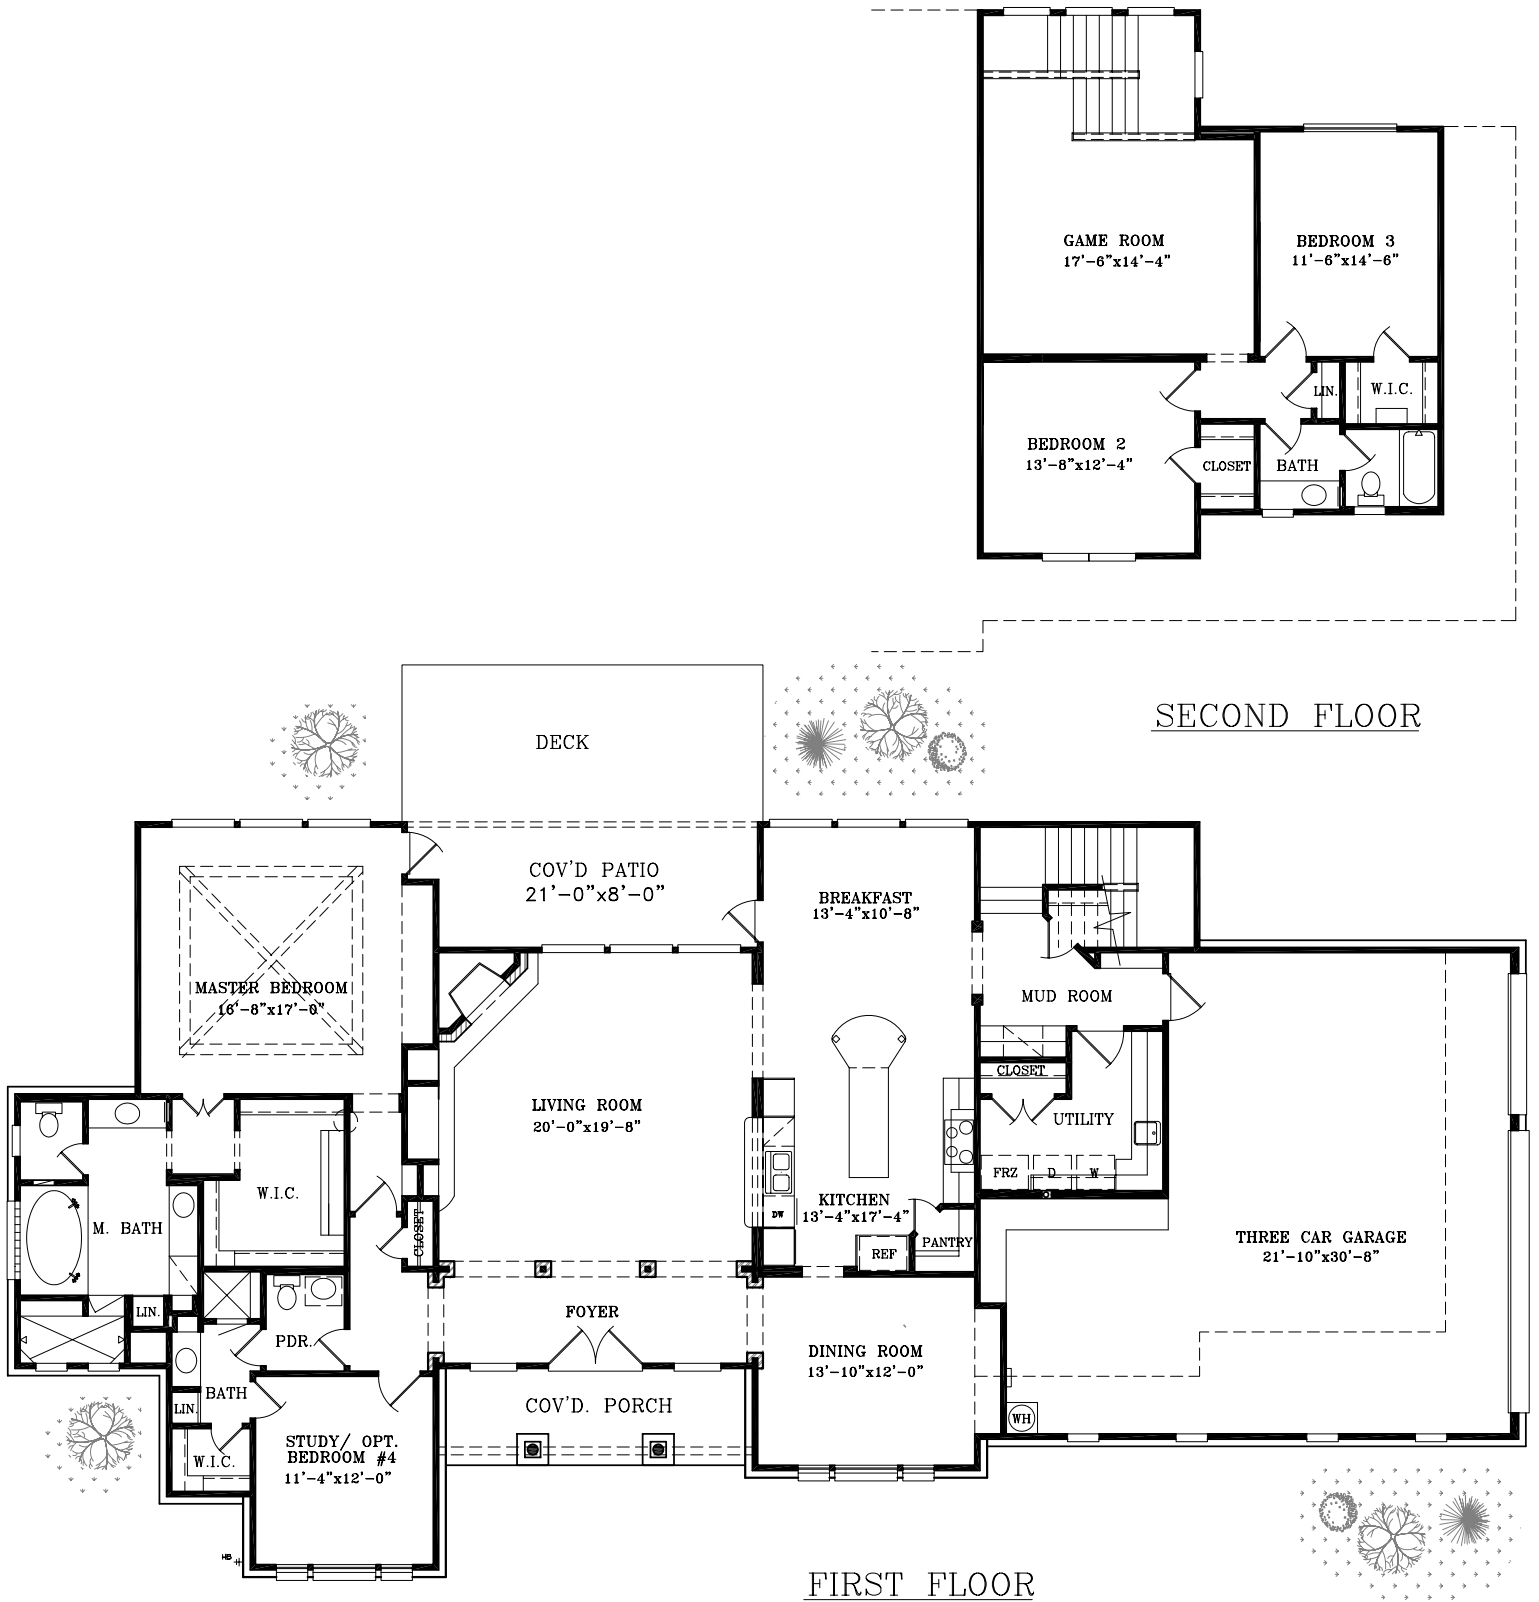 GAME ROOM
17'-6"x14'-4"
BEDROOM 3
11'-6"x14'-6"
LIN.
W.I.C.
BEDROOM 2
13'-8"x12'-4"
CLOSET
BATH
SECOND FLOOR
DECK
COV'D PATIO
21'-0"x8'-0"
BREAKFAST
13'-4"x10'-8"
MASTER BEDROOM
16'-8"x17'-0"
MUD ROOM
CLOSET
LIVING ROOM
20'-0"x19'-8"
UTILITY
FRZ
D
W
W.I.C.
M. BATH
CLOSET
KITCHEN
13'-4"x17'-4"
DW
REF
PANTRY
THREE CAR GARAGE
21'-10"x30'-8"
LIN.
PDR.
FOYER
DINING ROOM
13'-10"x12'-0"
BATH
LIN.
COV'D. PORCH
WH
STUDY/ OPT.
BEDROOM #4
11'-4"x12'-0"
W.I.C.
HB
FIRST FLOOR